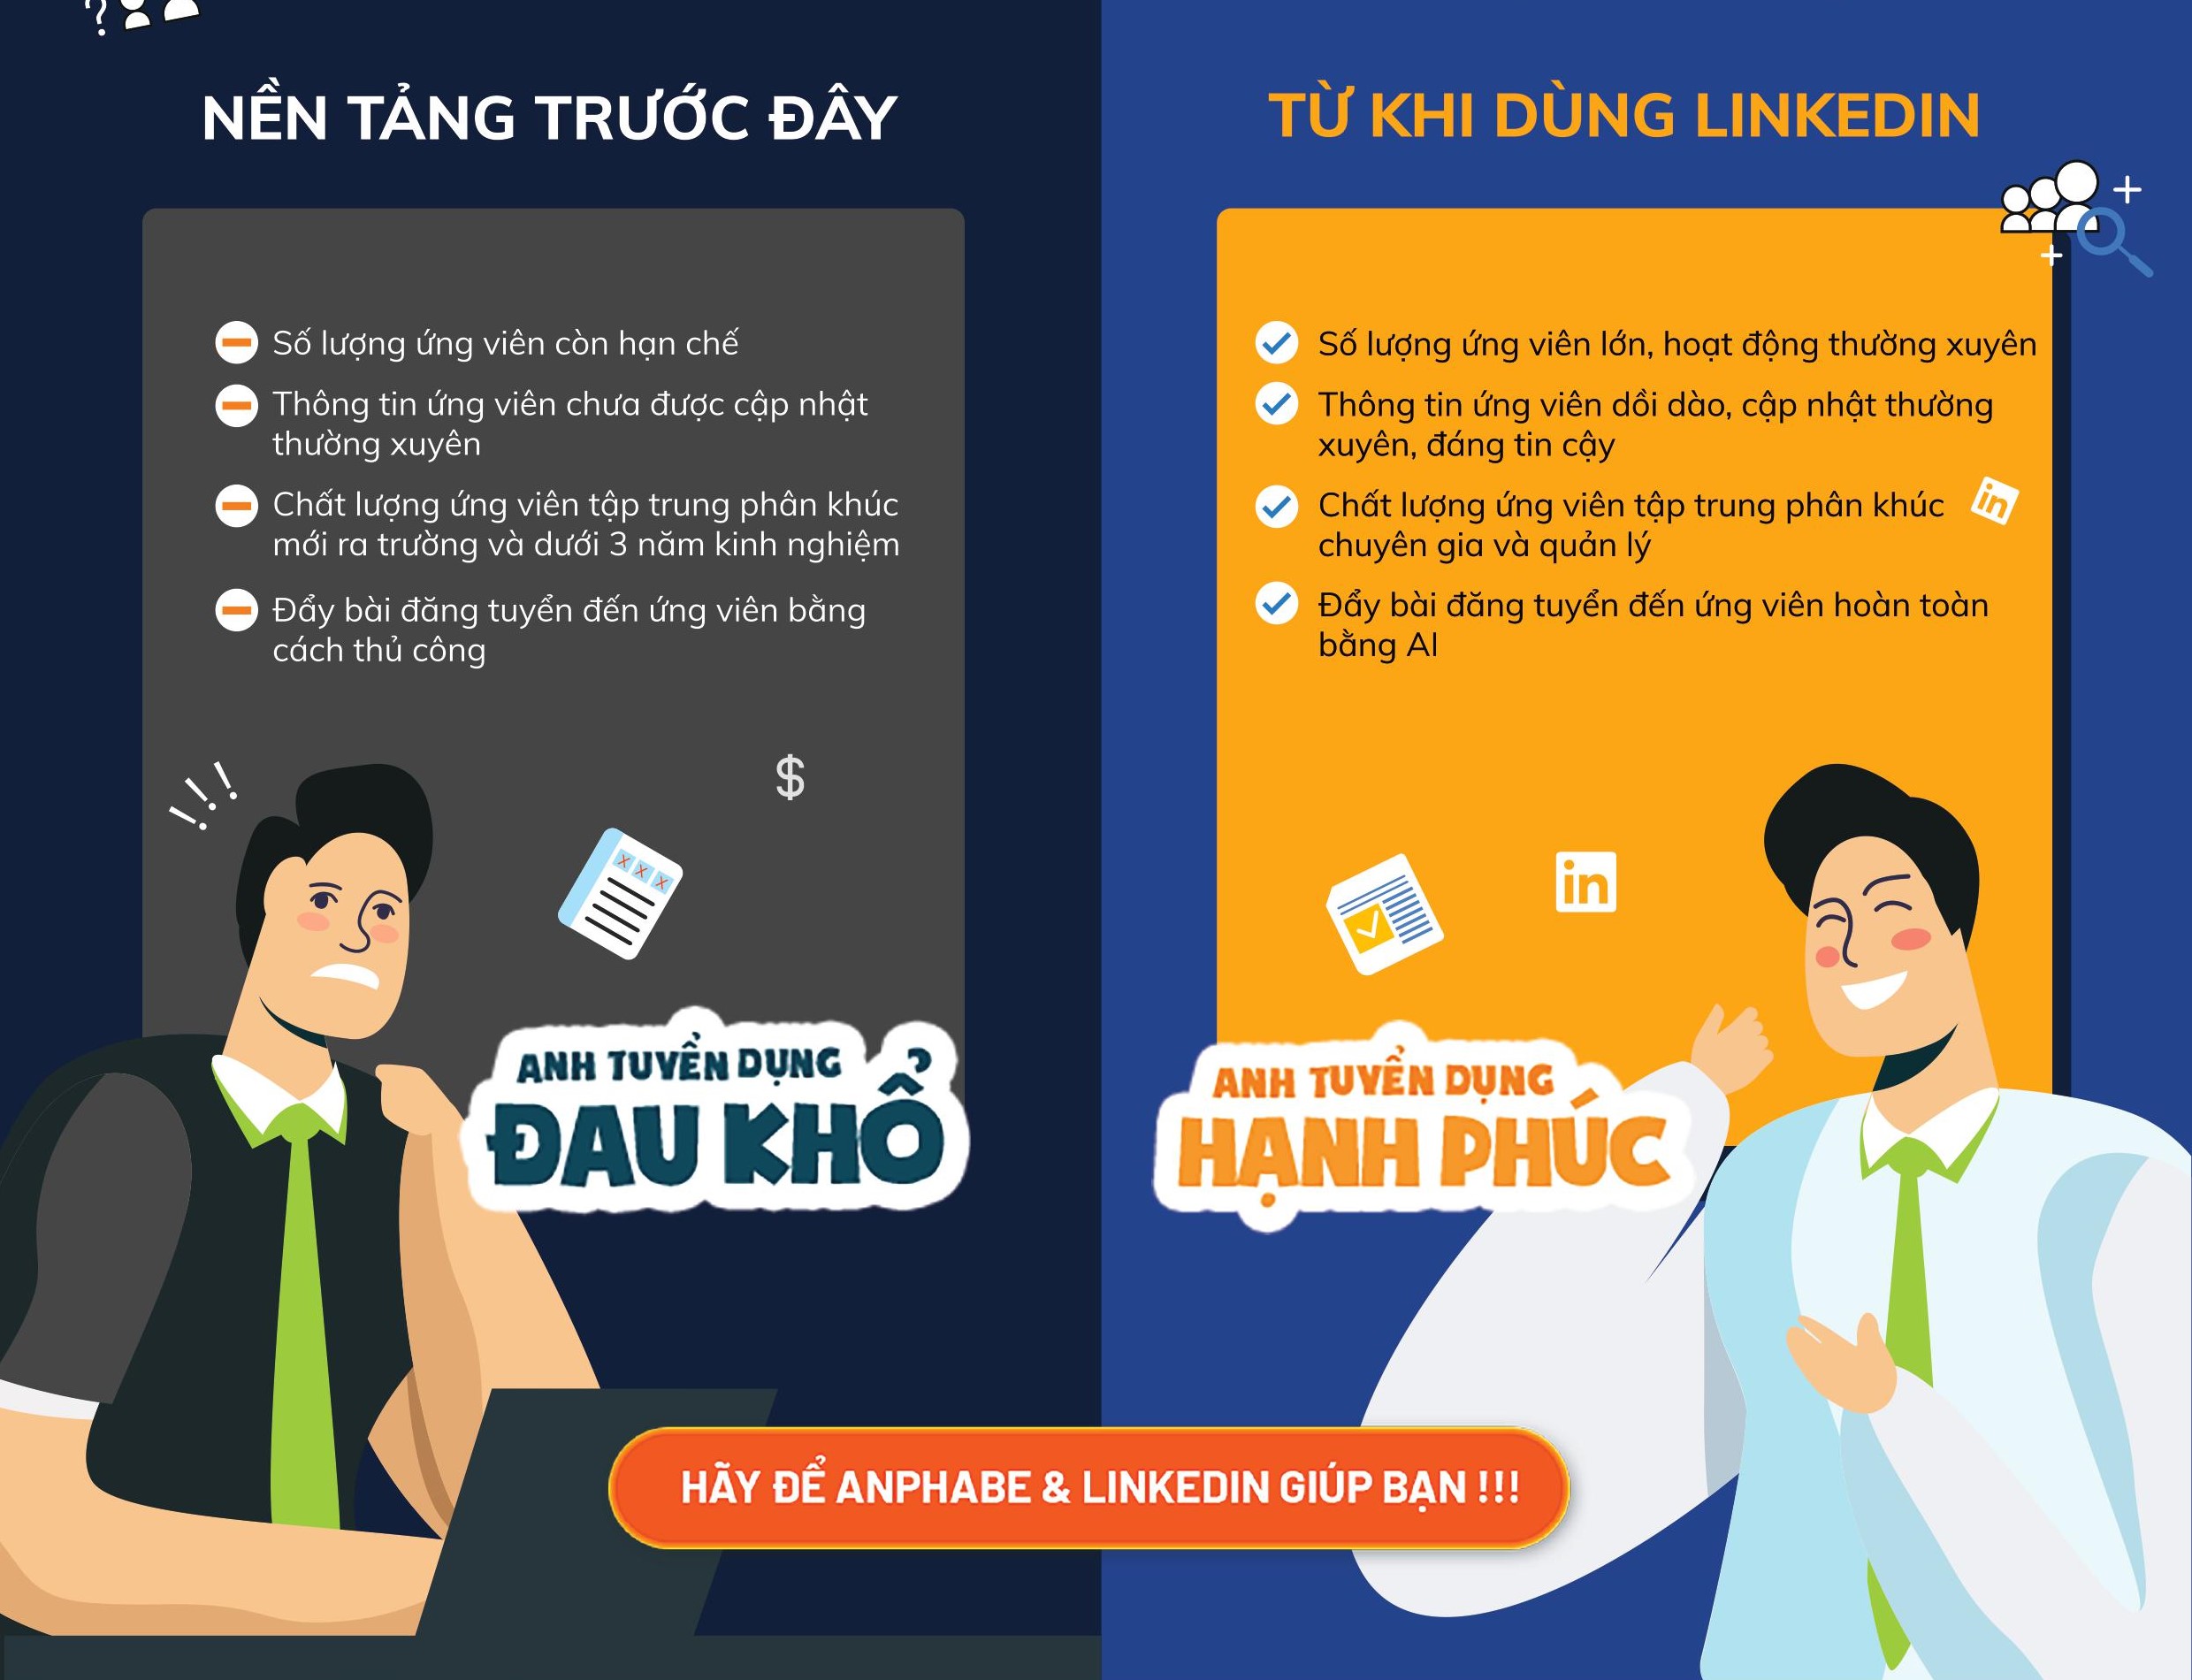 ?
NỀN TẢNG TRƯỚC ĐÂY
Số lượng ứng viên còn hạn chế
Thông tin ứng viên chưa được cập nhật
thường xuyên
Chất lượng ứng viên tập trung phân khúc
mới ra trường và dưới 3 năm kinh nghiệm
Đẩy bài đăng tuyển đến ứng viên bằng
cách thủ công
!!!
$
X X X
ANH TUYỂN DỤNG
ĐAU KHỔ
TỪ KHI DÙNG LINKEDIN
Số lượng ứng viên lớn, hoạt động thường xuyên
Thông tin ứng viên dồi dào, cập nhật thường
xuyên, đáng tin cậy
Chất lượng ứng viên tập trung phân khúc
chuyên gia và quản lý
in
Đẩy bài đăng tuyển đến ứng viên hoàn toàn
bằng AI
in
ANH TUYỂN DỤNG
HẠNH PHÚC
HÃY ĐỂ ANPHABE & LINKEDIN GIÚP BẠN !!!